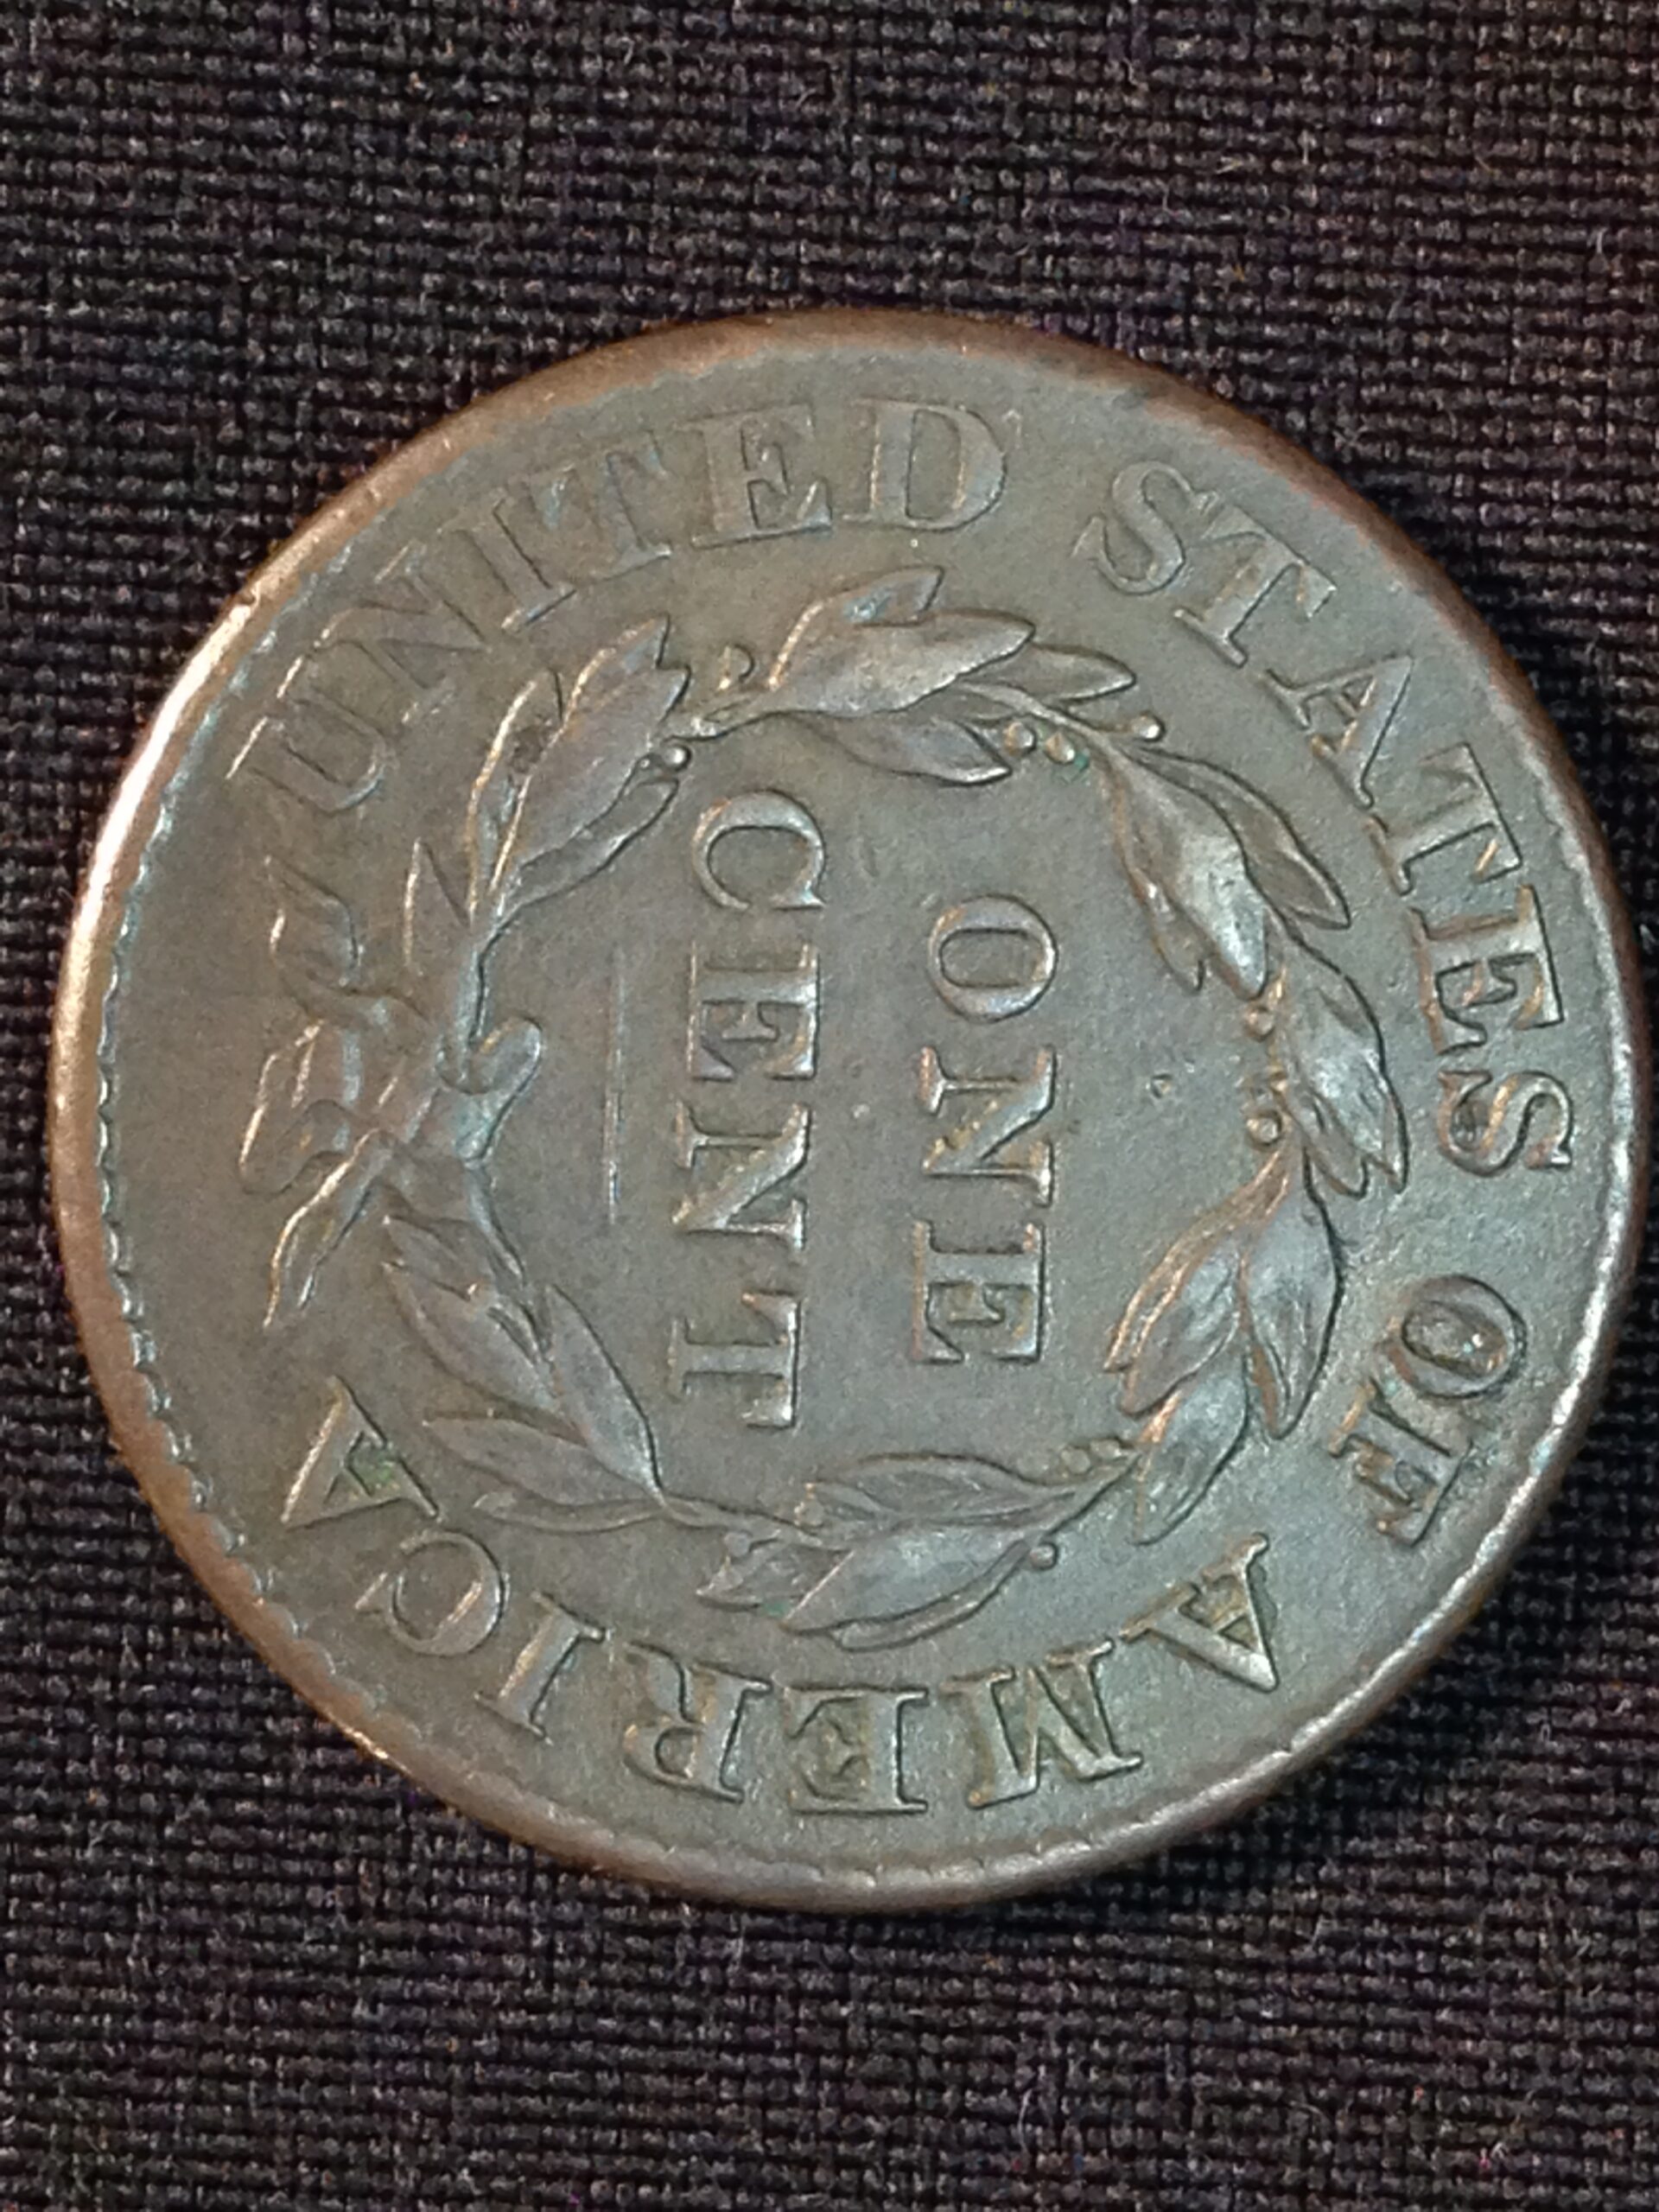 UNITED STATES OF AMERICA
ONE
CENT